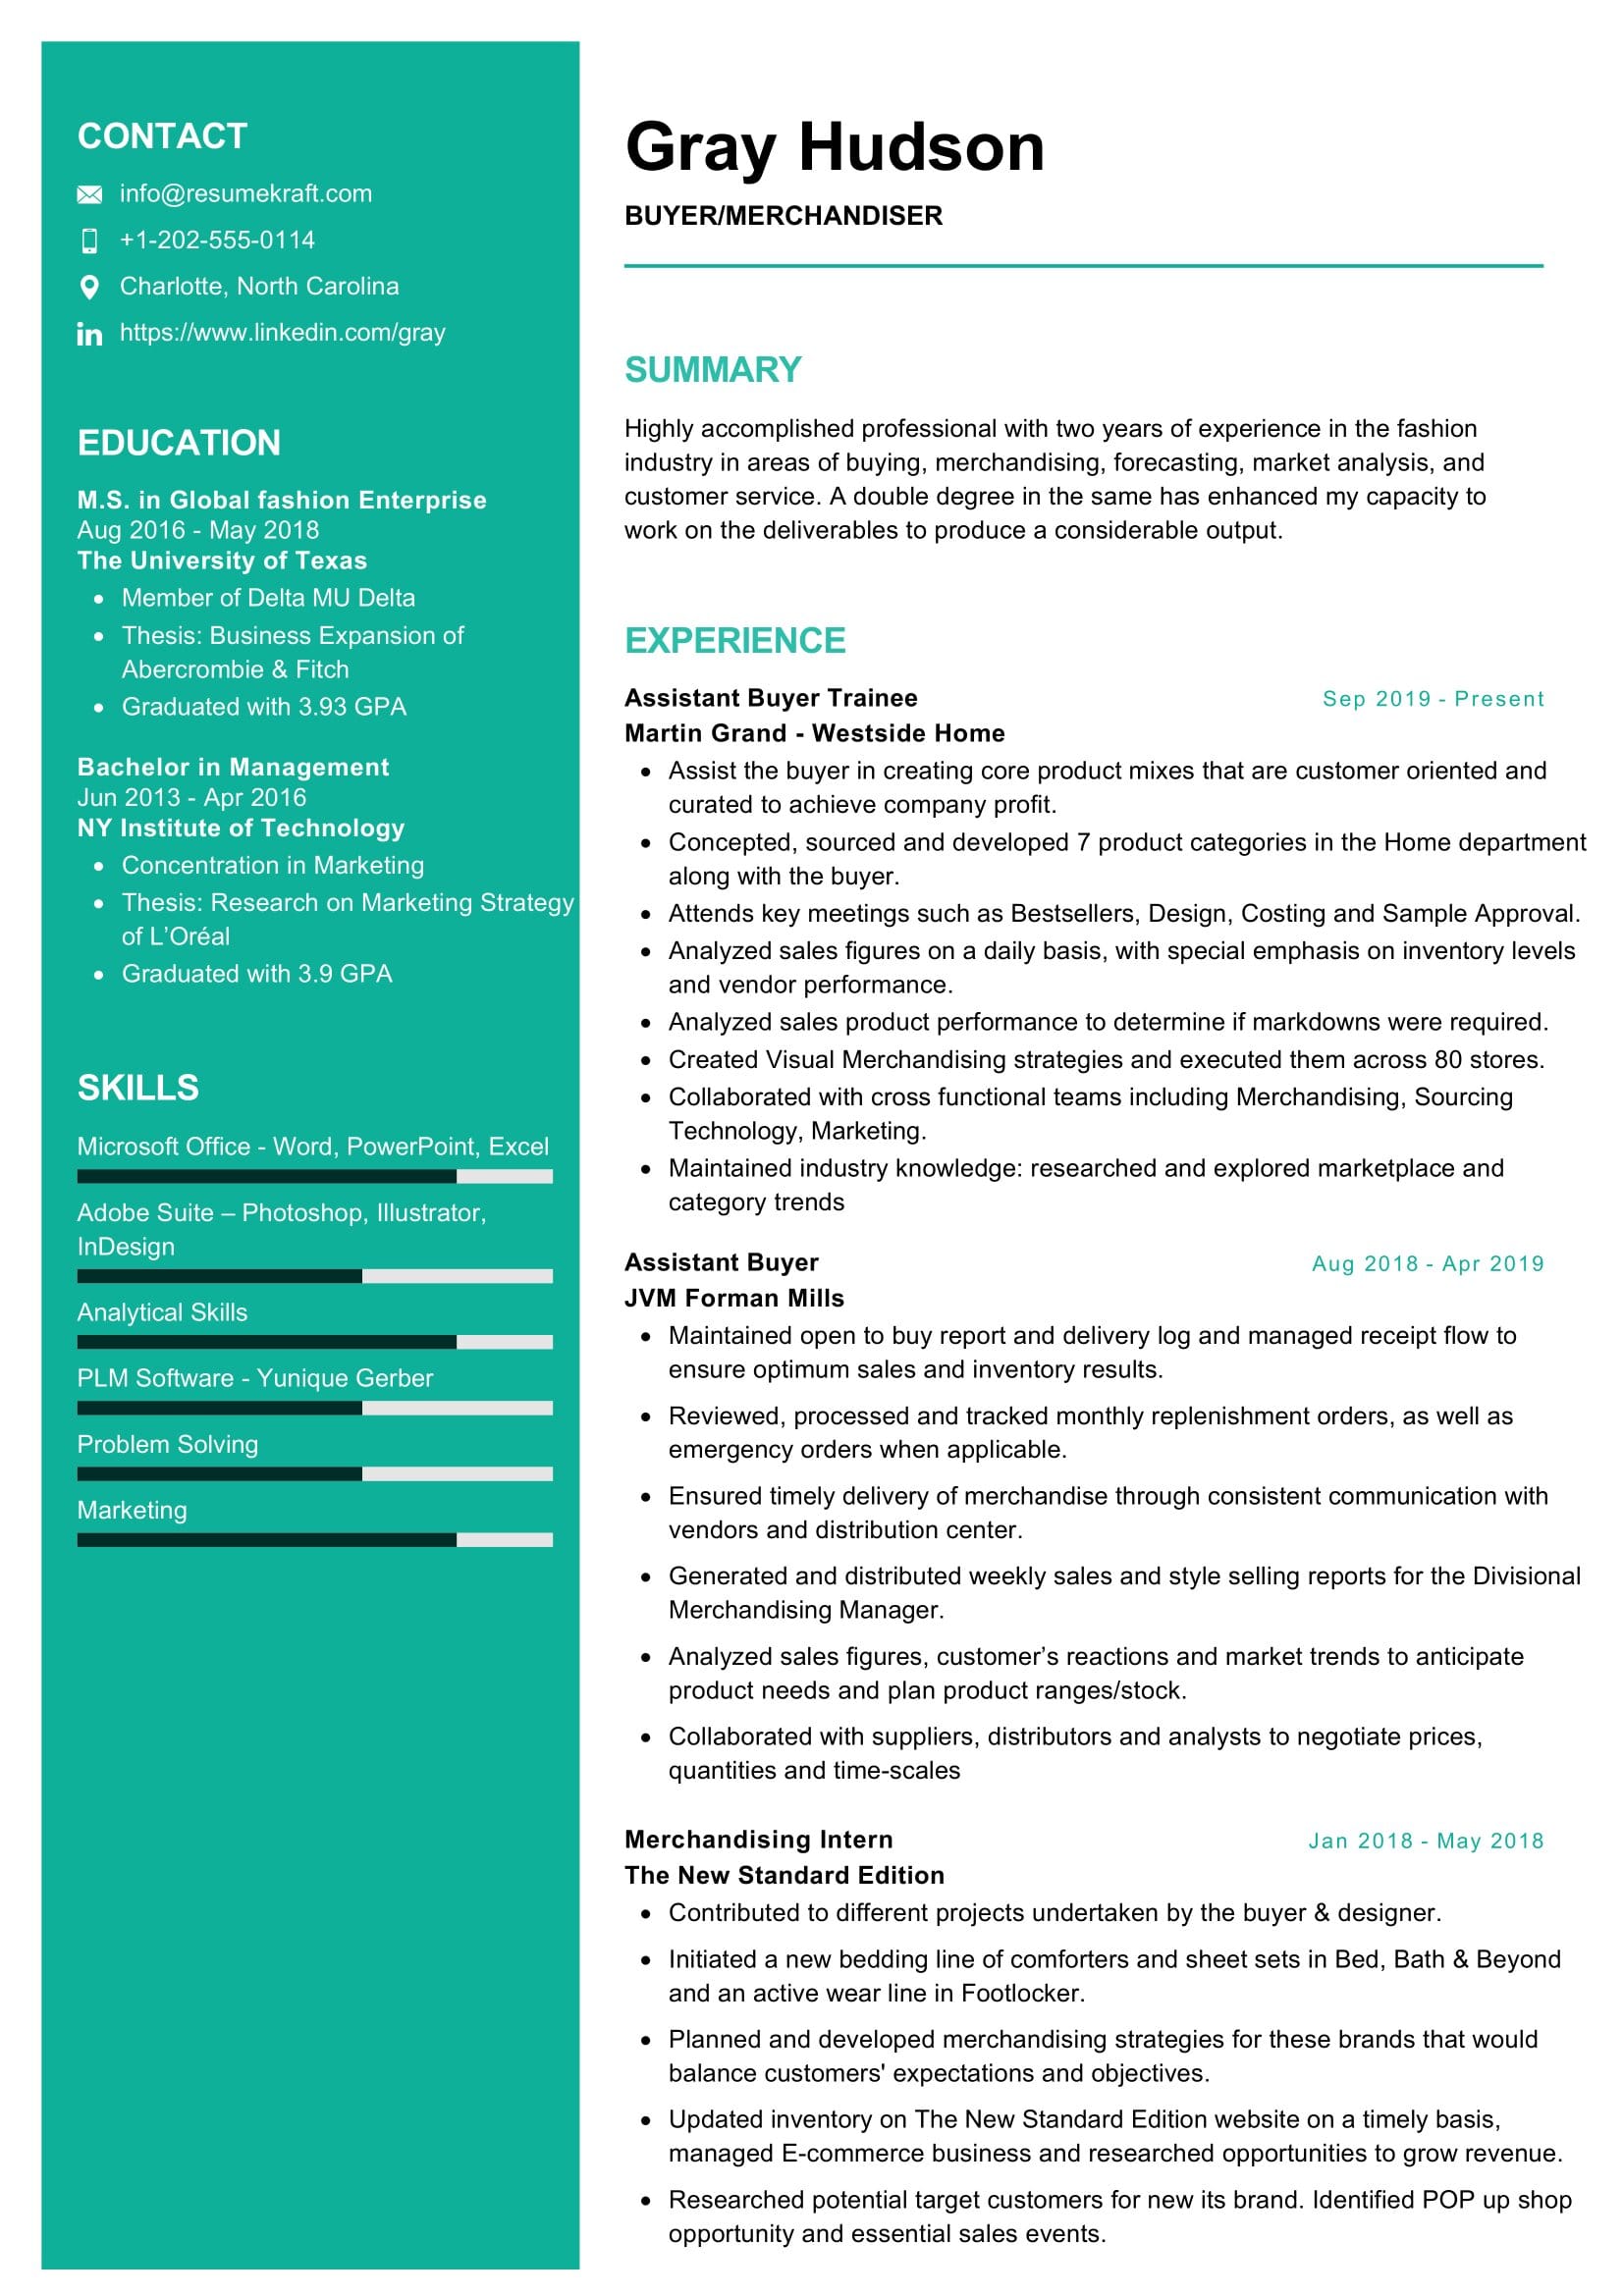 CONTACT
info@resumekraft.com
+1-202-555-0114
Charlotte, North Carolina
https://www.linkedin.com/gray
EDUCATION
M.S. in Global fashion Enterprise
Aug 2016 - May 2018
The University of Texas
• Member of Delta MU Delta
• Thesis: Business Expansion of
Abercrombie & Fitch
• Graduated with 3.93 GPA
Bachelor in Management
Jun 2013 - Apr 2016
NY Institute of Technology
• Concentration in Marketing
• Thesis: Research on Marketing Strategy
of L’Oréal
• Graduated with 3.9 GPA
SKILLS
Microsoft Office - Word, PowerPoint, Excel
Adobe Suite – Photoshop, Illustrator,
InDesign
Analytical Skills
PLM Software - Yunique Gerber
Problem Solving
Marketing
Gray Hudson
BUYER/MERCHANDISER
SUMMARY
Highly accomplished professional with two years of experience in the fashion
industry in areas of buying, merchandising, forecasting, market analysis, and
customer service. A double degree in the same has enhanced my capacity to
work on the deliverables to produce a considerable output.
EXPERIENCE
Assistant Buyer Trainee Sep 2019 - Present
Martin Grand - Westside Home
• Assist the buyer in creating core product mixes that are customer oriented and
curated to achieve company profit.
• Concepted, sourced and developed 7 product categories in the Home department
along with the buyer.
• Attends key meetings such as Bestsellers, Design, Costing and Sample Approval.
• Analyzed sales figures on a daily basis, with special emphasis on inventory levels
and vendor performance.
• Analyzed sales product performance to determine if markdowns were required.
• Created Visual Merchandising strategies and executed them across 80 stores.
• Collaborated with cross functional teams including Merchandising, Sourcing
Technology, Marketing.
• Maintained industry knowledge: researched and explored marketplace and
category trends
Assistant Buyer Aug 2018 - Apr 2019
JVM Forman Mills
• Maintained open to buy report and delivery log and managed receipt flow to
ensure optimum sales and inventory results.
• Reviewed, processed and tracked monthly replenishment orders, as well as
emergency orders when applicable.
• Ensured timely delivery of merchandise through consistent communication with
vendors and distribution center.
• Generated and distributed weekly sales and style selling reports for the Divisional
Merchandising Manager.
• Analyzed sales figures, customer’s reactions and market trends to anticipate
product needs and plan product ranges/stock.
• Collaborated with suppliers, distributors and analysts to negotiate prices,
quantities and time-scales
Merchandising Intern Jan 2018 - May 2018
The New Standard Edition
• Contributed to different projects undertaken by the buyer & designer.
• Initiated a new bedding line of comforters and sheet sets in Bed, Bath & Beyond
and an active wear line in Footlocker.
• Planned and developed merchandising strategies for these brands that would
balance customers' expectations and objectives.
• Updated inventory on The New Standard Edition website on a timely basis,
managed E-commerce business and researched opportunities to grow revenue.
• Researched potential target customers for new its brand. Identified POP up shop
opportunity and essential sales events.